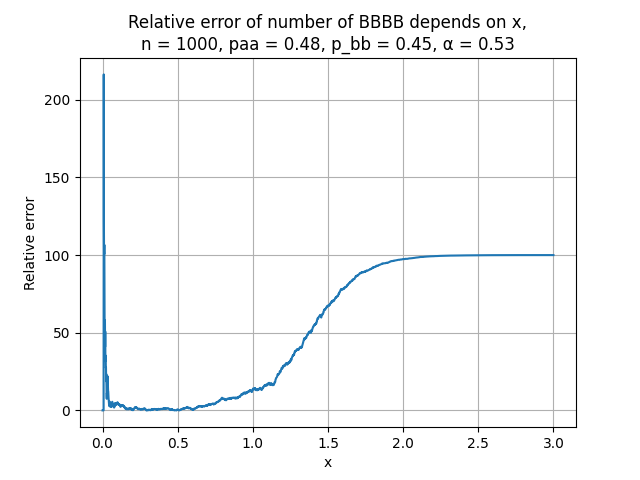 Relative error of number of BBBB depends on x,
n = 1000, paa = 0.48, p_bb = 0.45, α = 0.53
200
150
100
50
0
Relative error
0.0 0.5 1.0 1.5 2.0 2.5 3.0
x